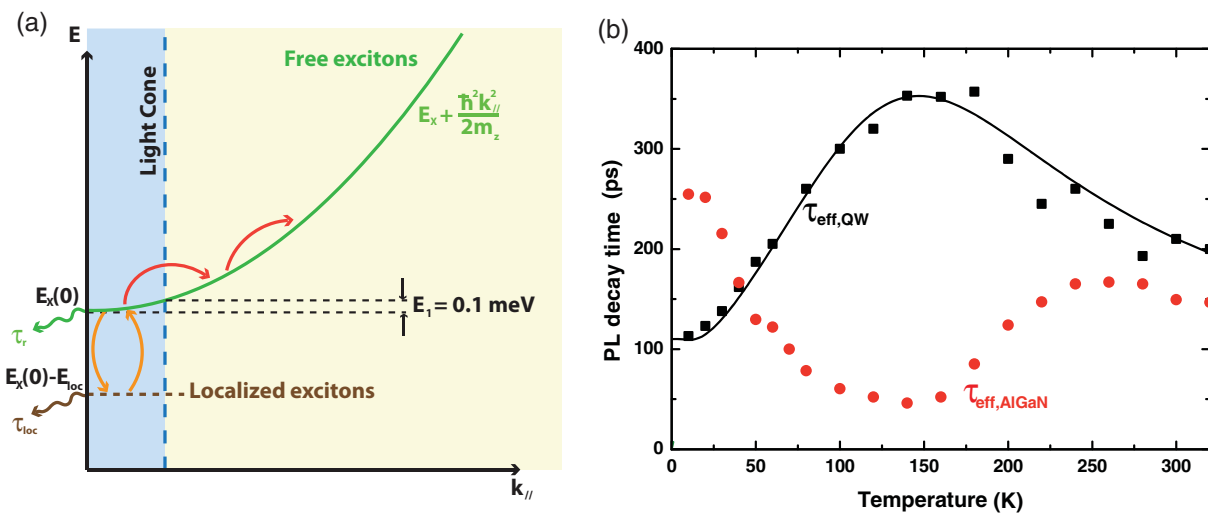 (a)
E
Light Cone
Free excitons
E_X + ħ²k²_// / 2m_z
E_X(0)
E_1 = 0.1 meV
τ_r
E_X(0)-E_loc
Localized excitons
τ_loc
k_//
(b)
PL decay time (ps)
400
300
200
100
0
τ_eff,QW
τ_eff,AlGaN
0 50 100 150 200 250 300
Temperature (K)